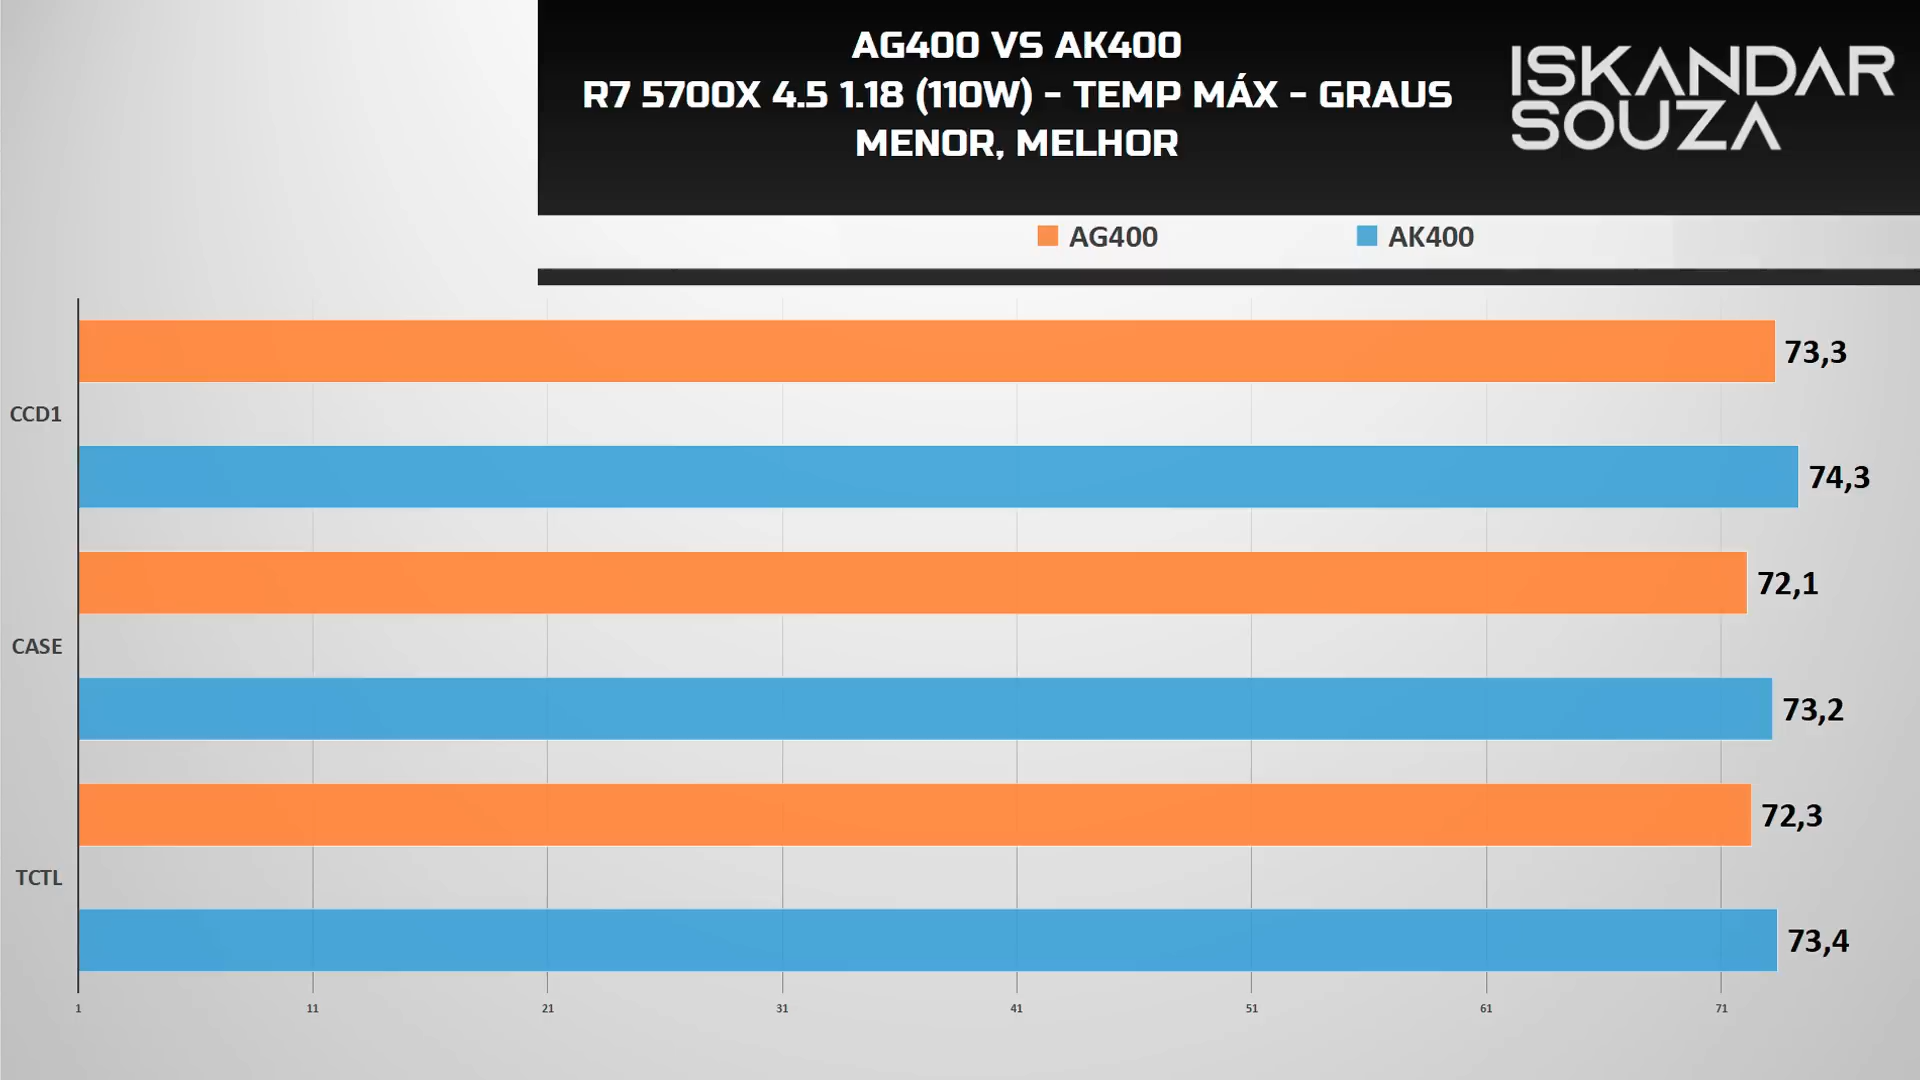 AG400 VS AK400
R7 5700X 4.5 1.18 (110W) - TEMP MÁX - GRAUS
MENOR, MELHOR
ISKANDAR
SOUZA
AG400
AK400
73,3
CCD1
74,3
72,1
CASE
73,2
72,3
TCTL
73,4
1 11 21 31 41 51 61 71